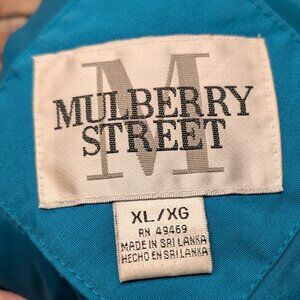 M
MULBERRY
STREET
XL/XG
RN 49469
MADE IN SRI LANKA
HECHO EN SRI LANKA